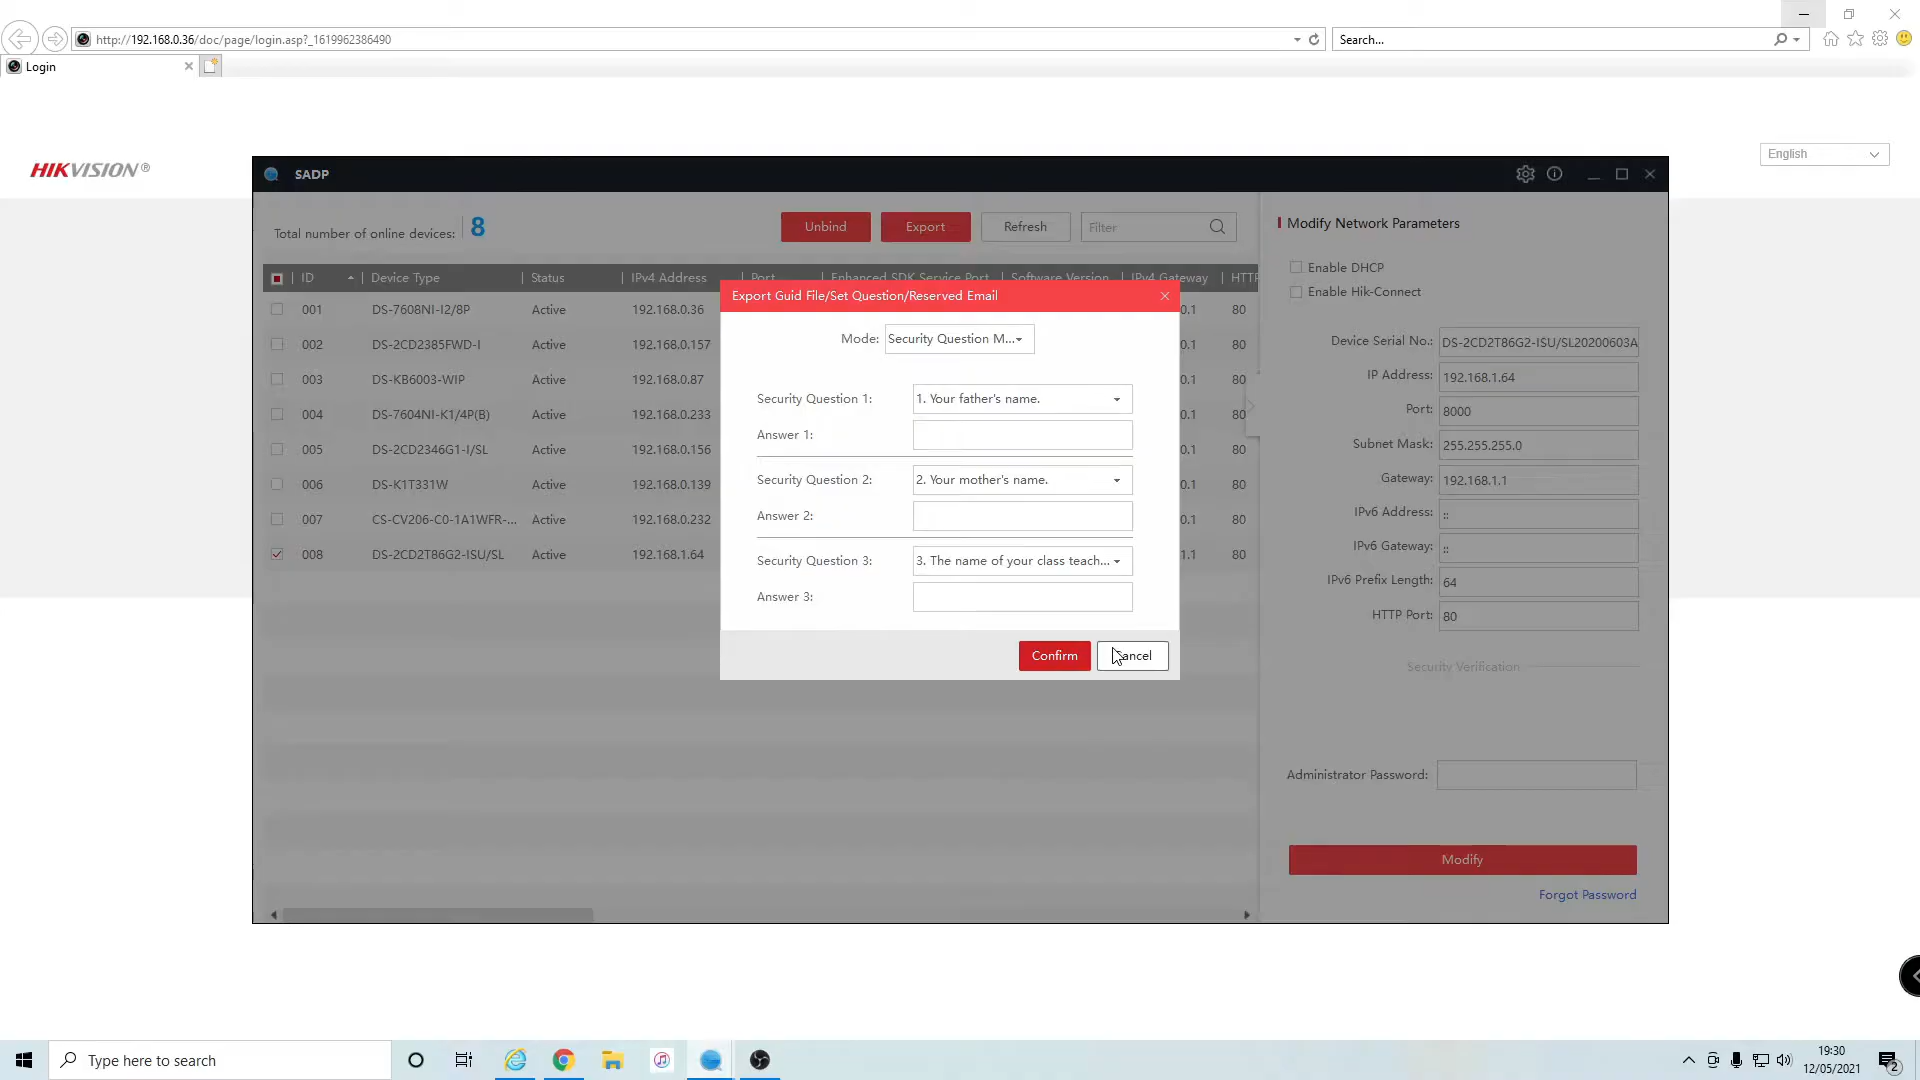 http://192.168.0.36/doc/page/login.asp?_1619962386490
Search...
Login
HIKVISION®
English
SADP
Total number of online devices: 8
Unbind
Export
Refresh
Filter
ID
Device Type
Status
IPv4 Address
Port
Enhanced SDK Service Port
Software Version
IPv4 Gateway
HTTP
001 DS-7608NI-I2/8P Active 192.168.0.36 0.1 80
002 DS-2CD2385FWD-I Active 192.168.0.157 0.1 80
003 DS-KB6003-WIP Active 192.168.0.87 0.1 80
004 DS-7604NI-K1/4P(B) Active 192.168.0.233 0.1 80
005 DS-2CD2346G1-I/SL Active 192.168.0.156 0.1 80
006 DS-K1T331W Active 192.168.0.139 0.1 80
007 CS-CV206-C0-1A1WFR-... Active 192.168.0.232 0.1 80
008 DS-2CD2T86G2-ISU/SL Active 192.168.1.64 1.1 80
Export Guid File/Set Question/Reserved Email
Mode: Security Question M...
Security Question 1: 1. Your father's name.
Answer 1:
Security Question 2: 2. Your mother's name.
Answer 2:
Security Question 3: 3. The name of your class teach...
Answer 3:
Confirm
Cancel
Modify Network Parameters
Enable DHCP
Enable Hik-Connect
Device Serial No.: DS-2CD2T86G2-ISU/SL20200603A
IP Address: 192.168.1.64
Port: 8000
Subnet Mask: 255.255.255.0
Gateway: 192.168.1.1
IPv6 Address: ::
IPv6 Gateway: ::
IPv6 Prefix Length: 64
HTTP Port: 80
Security Verification
Administrator Password:
Modify
Forgot Password
Type here to search
19:30
12/05/2021
2